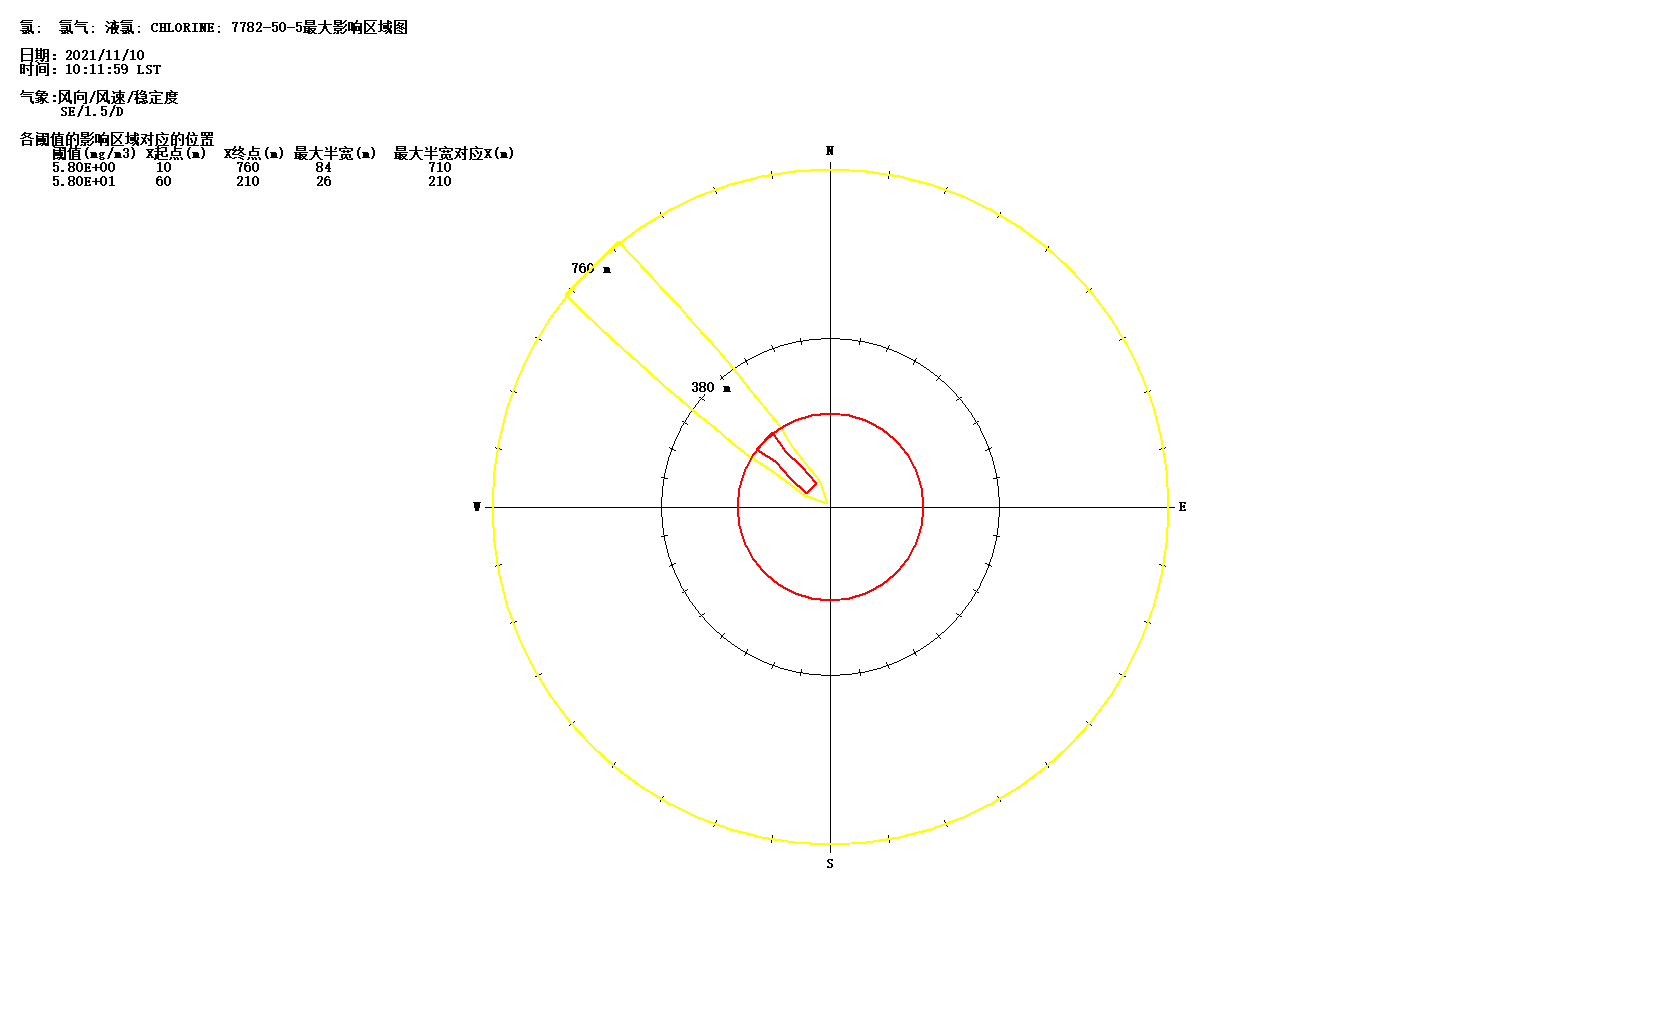 氯:  氯气: 液氯: CHLORINE: 7782-50-5最大影响区域图
日期: 2021/11/10
时间: 10:11:59 LST
气象:风向/风速/稳定度
SE/1.5/D
各阈值的影响区域对应的位置
阈值(mg/m3) X起点(m)  X终点(m) 最大半宽(m)  最大半宽对应X(m)
5.80E+00 10 760 84 710
5.80E+01 60 210 26 210
N
760 m
380 m
W
E
S